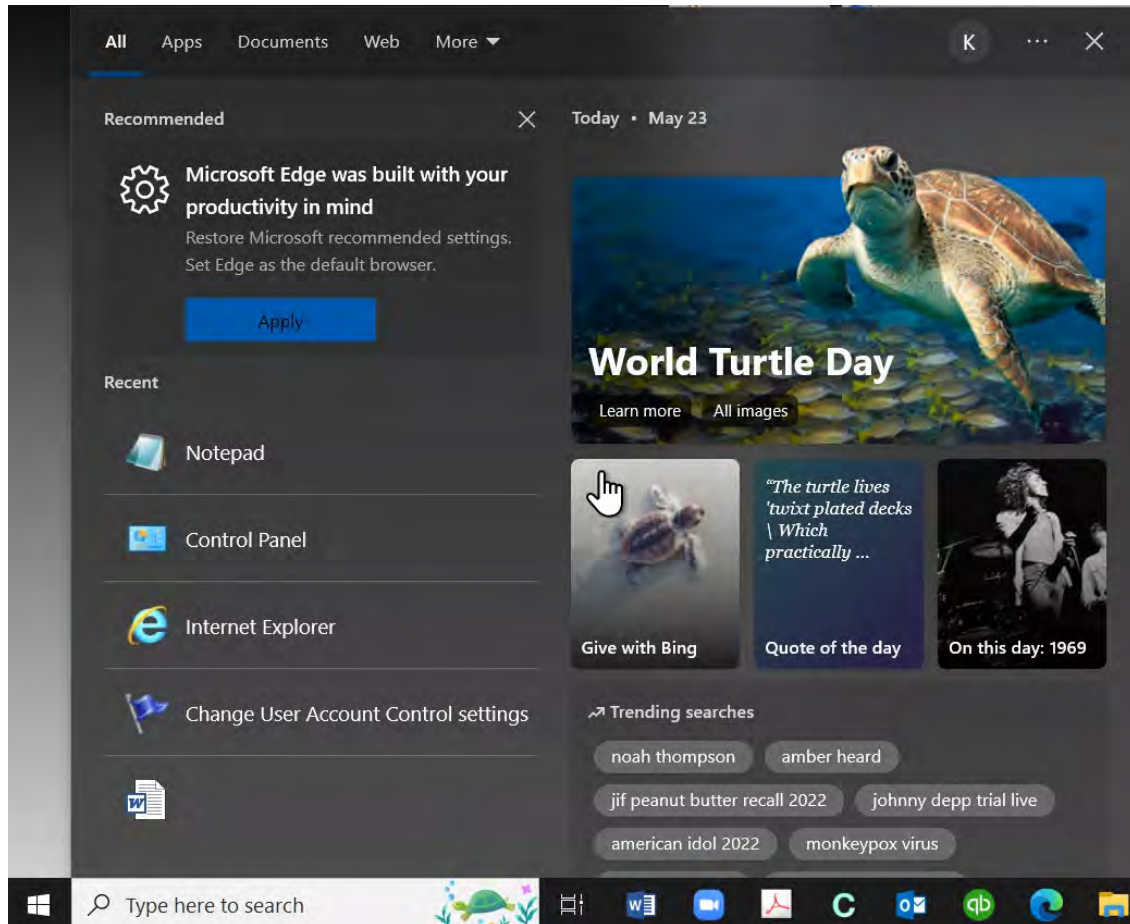 All Apps Documents Web More
K ...
Recommended
Microsoft Edge was built with your
productivity in mind
Restore Microsoft recommended settings.
Set Edge as the default browser.
Apply
Recent
Notepad
Control Panel
Internet Explorer
Change User Account Control settings
Today • May 23
World Turtle Day
Learn more All images
Give with Bing
“The turtle lives
'twixt plated decks
\ Which
practically ...
Quote of the day
On this day: 1969
Trending searches
noah thompson amber heard
jif peanut butter recall 2022 johnny depp trial live
american idol 2022 monkeypox virus
Type here to search